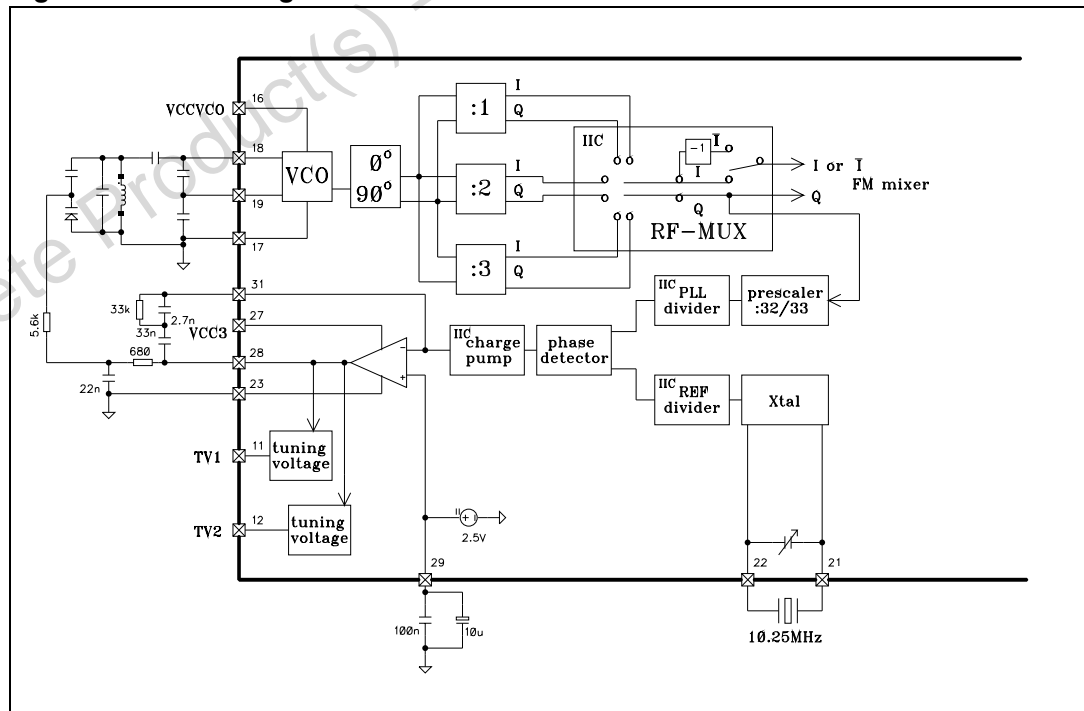 ete Product(s)
VCCVCO
16
18
19
17
VCO
0°
90°
:1
I
Q
:2
I
Q
:3
I
Q
IIC
-1
I̅
I
Q
RF-MUX
I or I̅
FM mixer
Q
31
33k
2.7n
33n
VCC3
27
5.6k
680
28
22n
23
-
+
IIC charge
pump
phase
detector
IIC PLL
divider
prescaler
:32/33
IIC REF
divider
Xtal
TV1
11
tuning
voltage
TV2
12
tuning
voltage
2.5V
29
100n
10u
22
21
10.25MHz